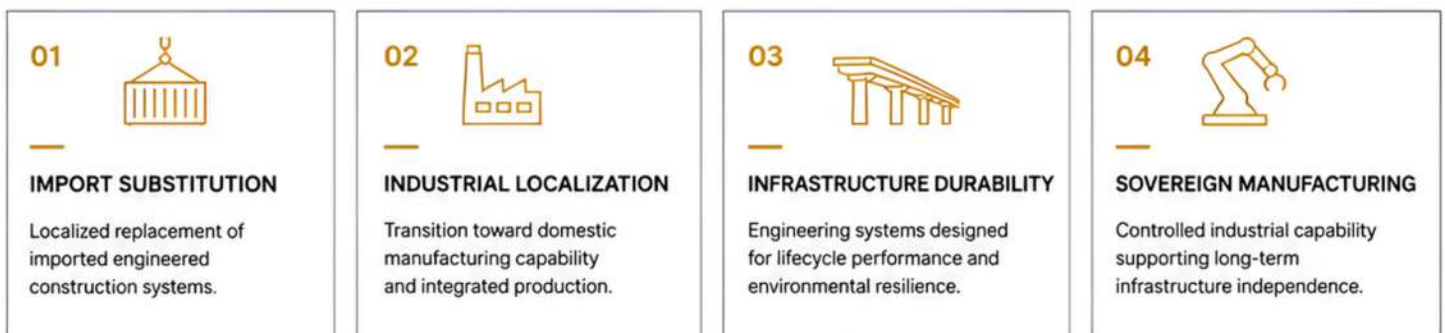 01
IMPORT SUBSTITUTION
Localized replacement of
imported engineered
construction systems.
02
INDUSTRIAL LOCALIZATION
Transition toward domestic
manufacturing capability
and integrated production.
03
INFRASTRUCTURE DURABILITY
Engineering systems designed
for lifecycle performance and
environmental resilience.
04
SOVEREIGN MANUFACTURING
Controlled industrial capability
supporting long-term
infrastructure independence.